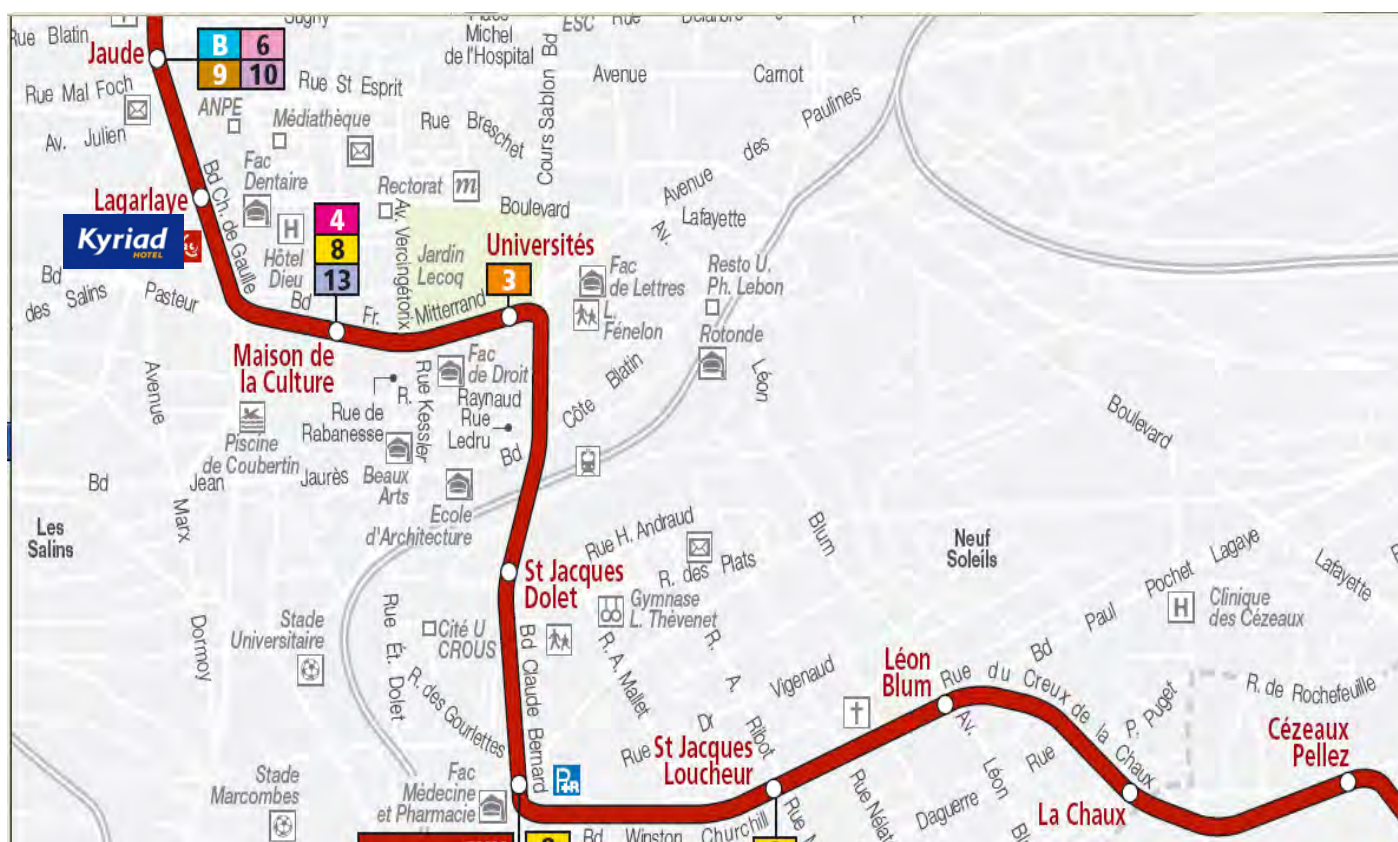 Rue Blatin
Jaude
B 6
9 10
Michel
de l'Hospital
ESC
Rue
Cours Sablon Bd
Avenue Carnot
Rue Mal Foch
ANPE
Rue St Esprit
Av. Julien
Médiathèque
Rue Breschet
Avenue des Paulines
Fac
Dentaire
Rectorat
m
Boulevard
Avenue
Lafayette
Av.
Lagarlaye
Kyriad
HOTEL
Bd Ch. de Gaulle
H
Hôtel
Dieu
4
8
13
Av. Vercingétorix
Jardin
Lecoq
Universités
3
Fac
de Lettres
L.
Fénelon
Resto U.
Ph. Lebon
Rotonde
Bd
des Salins
Pasteur
Bd Fr. Mitterrand
Maison de
la Culture
Fac
de Droit
R. Raynaud
Rue Kessler
Rue
Ledru
Rue de
Rabanesse
Côte Blatin
Léon
Avenue
Piscine
de Coubertin
Beaux
Arts
Bd
Boulevard
Bd Jean Jaurès
Ecole
d'Architecture
Marx
Les
Salins
Rue H. Andraud
Blum
Neuf
Soleils
St Jacques
Dolet
R. des Plats
Gymnase
L. Thévenet
Bd Paul Pochet Lagaye
Lafayette
H
Clinique
des Cézeaux
Stade
Universitaire
Dormoy
Rue Ét. Dolet
Cité U
CROUS
Bd Claude Bernard
R. A. Mallet
R. A. Ribot
Vigenaud
Léon
Blum
Rue du Creux de la Chaux
P. Puget
R. de Rochefeuille
R. des Gourlettes
Rue Dr
St Jacques
Loucheur
Av. Léon
Rue
Cézeaux
Pellez
Stade
Marcombes
Fac
Médecine
et Pharmacie
P+R
Rue Nélat
Daguerre
La Chaux
Bd Winston Churchill
Rue